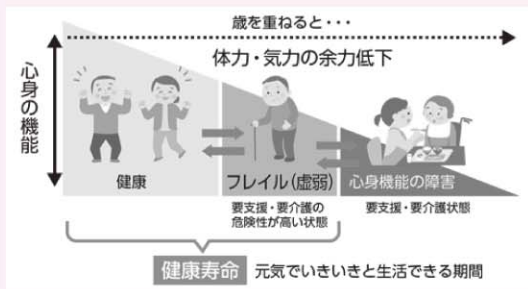 歳を重ねると・・・
体力・気力の余力低下
心身の機能
健康
フレイル(虚弱)
心身機能の障害
要支援・要介護の
危険性が高い状態
要支援・要介護状態
健康寿命 元気でいきいきと生活できる期間